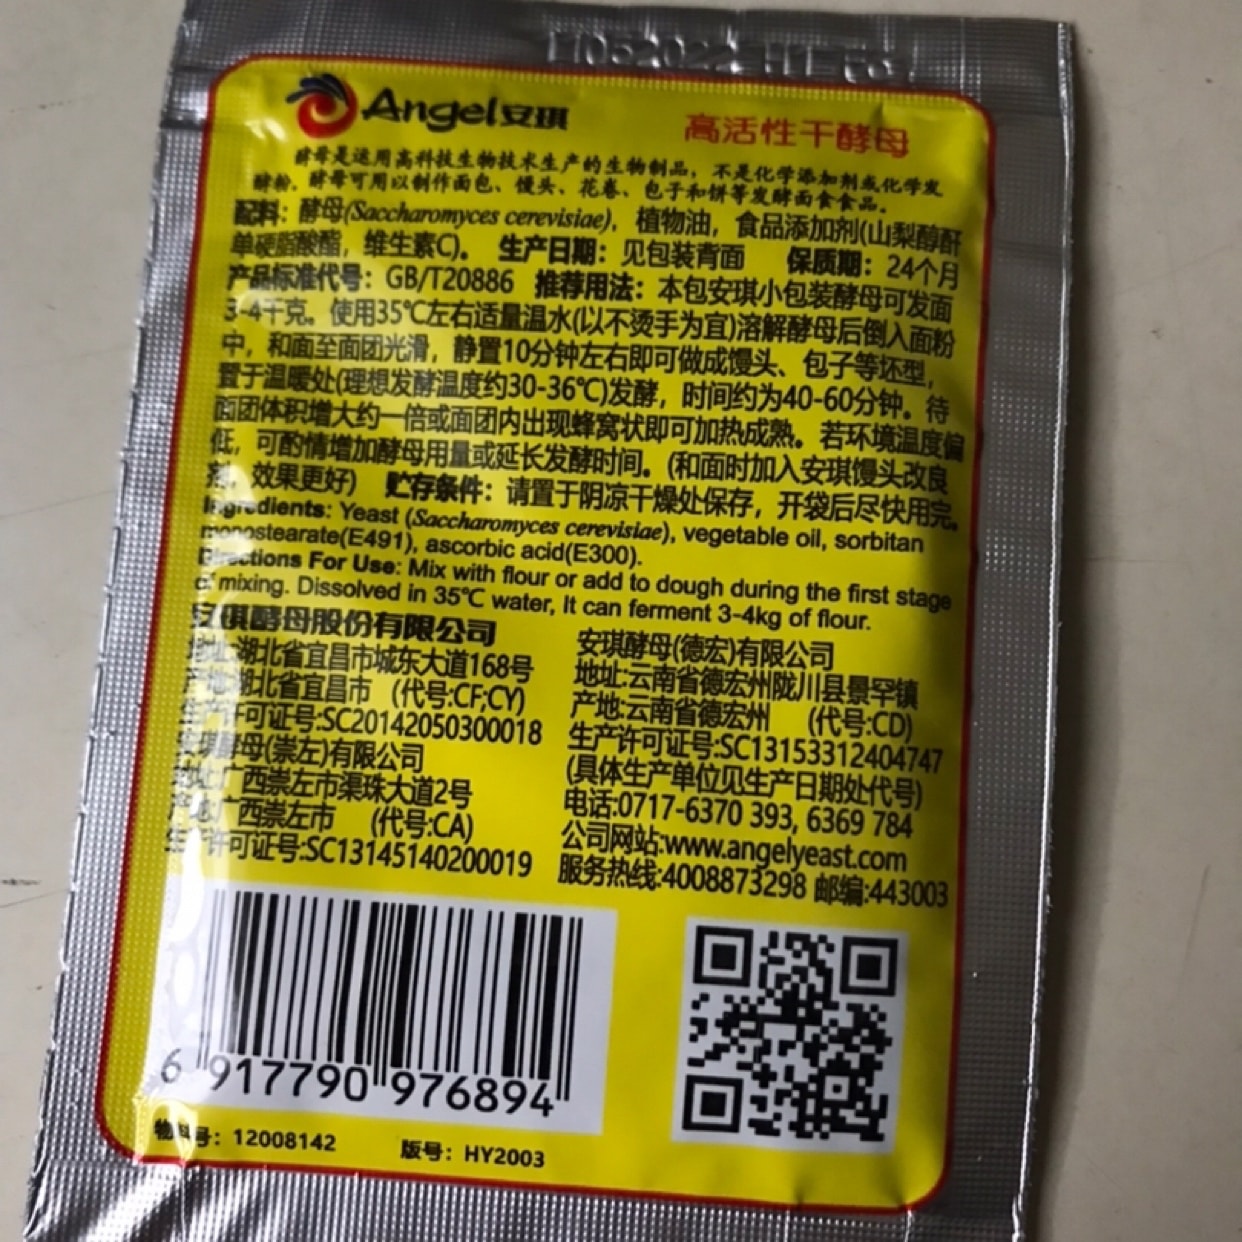 Angel安琪
高活性干酵母
酵母是运用高科技生物技术生产的生物制品，不是化学添加剂或化学发
酵粉。酵母可用以制作面包、馒头、花卷、包子和饼等发酵面食食品。
配料：酵母(Saccharomyces cerevisiae)，植物油，食品添加剂(山梨醇酐
单硬脂酸酯，维生素C)。 生产日期：见包装背面 保质期：24个月
产品标准代号：GB/T20886 推荐用法：本包安琪小包装酵母可发面
3-4千克。使用35℃左右适量温水(以不烫手为宜)溶解酵母后倒入面粉
中，和面至面团光滑，静置10分钟左右即可做成馒头、包子等坯型，
置于温暖处(理想发酵温度约30-36℃)发酵，时间约为40-60分钟。待
面团体积增大约一倍或面团内出现蜂窝状即可加热成熟。若环境温度偏
低，可酌情增加酵母用量或延长发酵时间。(和面时加入安琪馒头改良
剂，效果更好) 贮存条件：请置于阴凉干燥处保存，开袋后尽快用完。
Ingredients: Yeast (Saccharomyces cerevisiae), vegetable oil, sorbitan
monostearate(E491), ascorbic acid(E300).
Directions For Use: Mix with flour or add to dough during the first stage
of mixing. Dissolved in 35℃ water, It can ferment 3-4kg of flour.
安琪酵母股份有限公司
地址:湖北省宜昌市城东大道168号
产地:湖北省宜昌市 (代号:CF;CY)
生产许可证号:SC20142050300018
安琪酵母(崇左)有限公司
地址:广西崇左市渠珠大道2号
产地:广西崇左市 (代号:CA)
生产许可证号:SC13145140200019
安琪酵母(德宏)有限公司
地址:云南省德宏州陇川县景罕镇
产地:云南省德宏州 (代号:CD)
生产许可证号:SC13153312404747
(具体生产单位见生产日期处代号)
电话:0717-6370 393, 6369 784
公司网站:www.angelyeast.com
服务热线:4008873298 邮编:443003
6 917790 976894
物料号：12008142 版号：HY2003